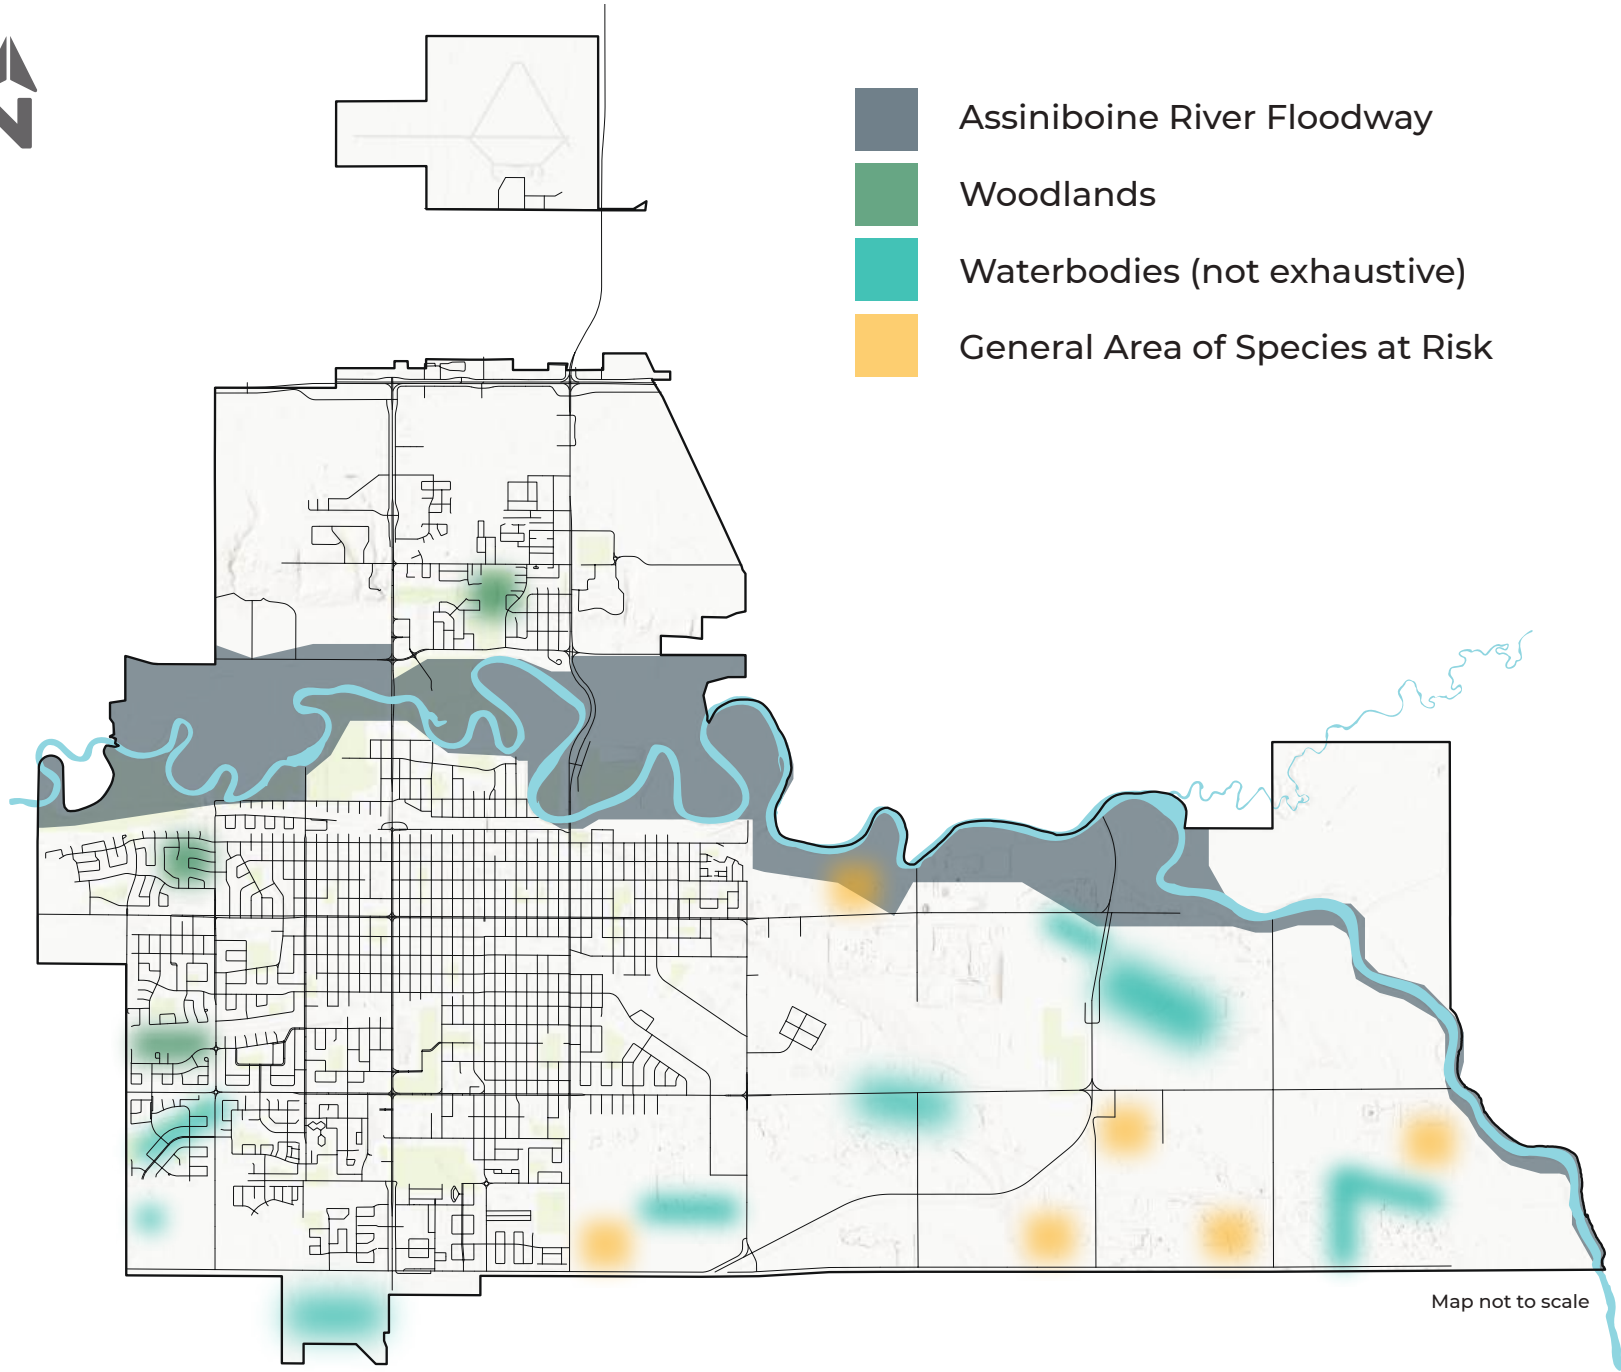 N
Assiniboine River Floodway
Woodlands
Waterbodies (not exhaustive)
General Area of Species at Risk
Map not to scale